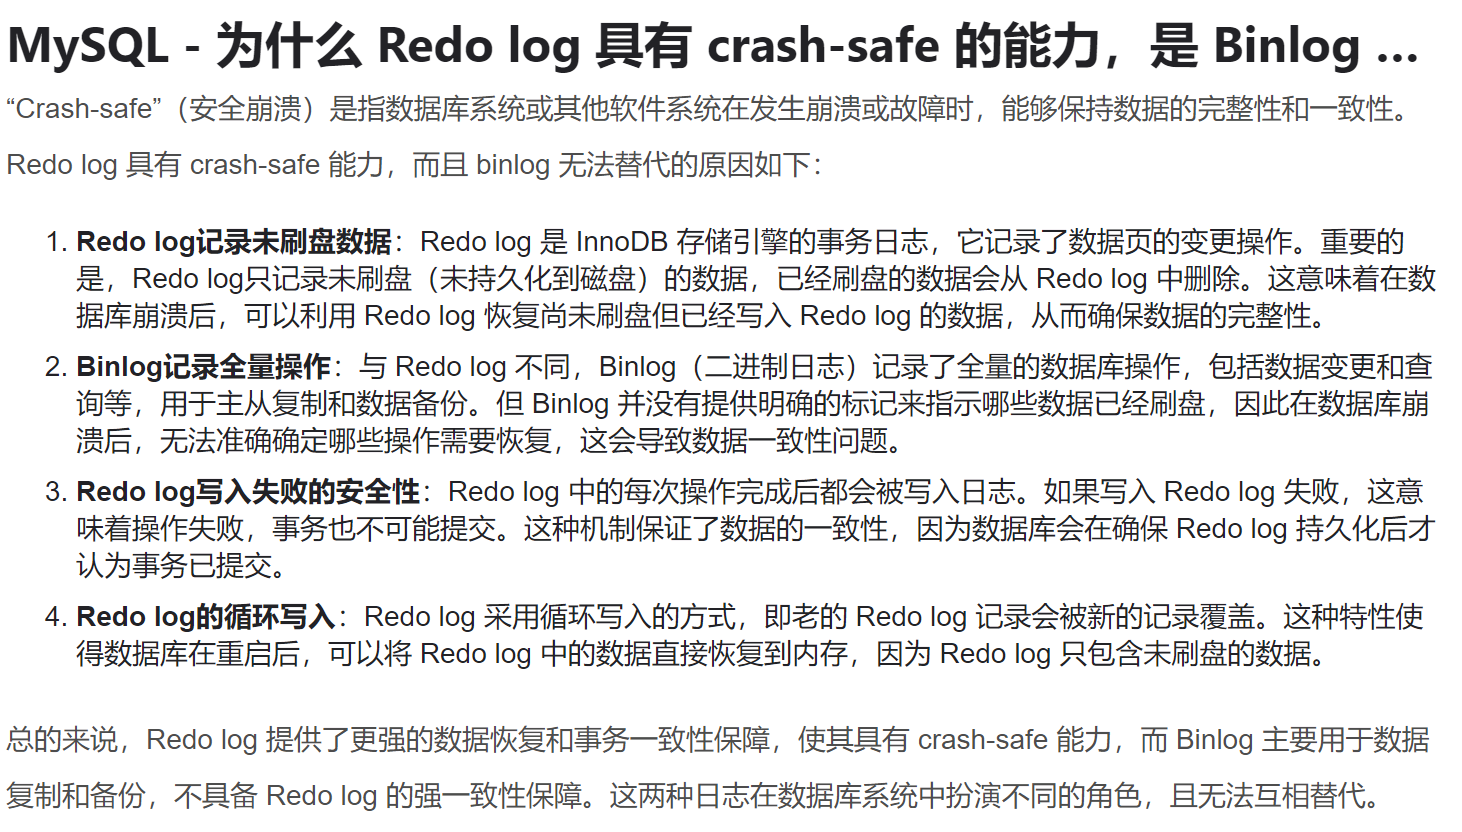 MySQL - 为什么 Redo log 具有 crash-safe 的能力，是 Binlog ...
“Crash-safe”（安全崩溃）是指数据库系统或其他软件系统在发生崩溃或故障时，能够保持数据的完整性和一致性。
Redo log 具有 crash-safe 能力，而且 binlog 无法替代的原因如下：
1. Redo log记录未刷盘数据：Redo log 是 InnoDB 存储引擎的事务日志，它记录了数据页的变更操作。重要的
是，Redo log只记录未刷盘（未持久化到磁盘）的数据，已经刷盘的数据会从 Redo log 中删除。这意味着在数
据库崩溃后，可以利用 Redo log 恢复尚未刷盘但已经写入 Redo log 的数据，从而确保数据的完整性。
2. Binlog记录全量操作：与 Redo log 不同，Binlog（二进制日志）记录了全量的数据库操作，包括数据变更和查
询等，用于主从复制和数据备份。但 Binlog 并没有提供明确的标记来指示哪些数据已经刷盘，因此在数据库崩
溃后，无法准确确定哪些操作需要恢复，这会导致数据一致性问题。
3. Redo log写入失败的安全性：Redo log 中的每次操作完成后都会被写入日志。如果写入 Redo log 失败，这意
味着操作失败，事务也不可能提交。这种机制保证了数据的一致性，因为数据库会在确保 Redo log 持久化后才
认为事务已提交。
4. Redo log的循环写入：Redo log 采用循环写入的方式，即老的 Redo log 记录会被新的记录覆盖。这种特性使
得数据库在重启后，可以将 Redo log 中的数据直接恢复到内存，因为 Redo log 只包含未刷盘的数据。
总的来说，Redo log 提供了更强的数据恢复和事务一致性保障，使其具有 crash-safe 能力，而 Binlog 主要用于数据
复制和备份，不具备 Redo log 的强一致性保障。这两种日志在数据库系统中扮演不同的角色，且无法互相替代。